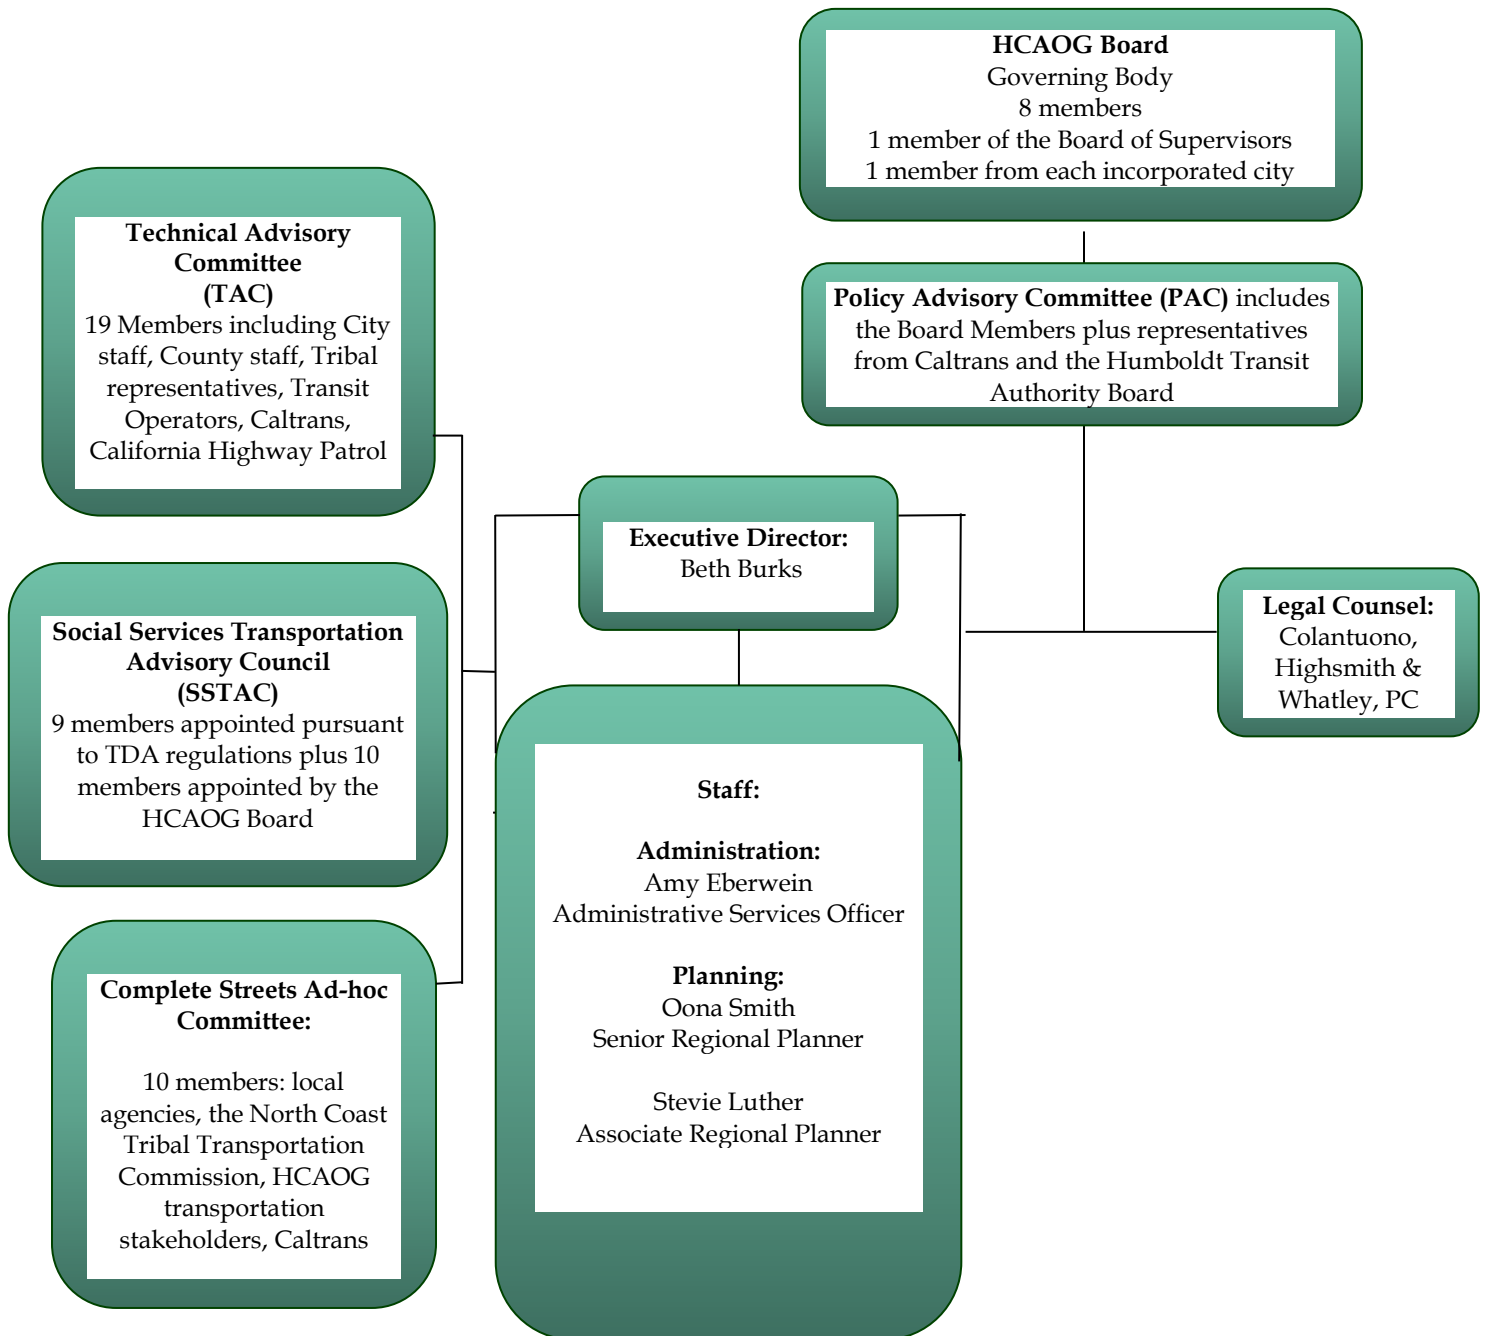 HCAOG Board
Governing Body
8 members
1 member of the Board of Supervisors
1 member from each incorporated city
Technical Advisory
Committee
(TAC)
19 Members including City
staff, County staff, Tribal
representatives, Transit
Operators, Caltrans,
California Highway Patrol
Policy Advisory Committee (PAC) includes
the Board Members plus representatives
from Caltrans and the Humboldt Transit
Authority Board
Executive Director:
Beth Burks
Legal Counsel:
Colantuono,
Highsmith &
Whatley, PC
Social Services Transportation
Advisory Council
(SSTAC)
9 members appointed pursuant
to TDA regulations plus 10
members appointed by the
HCAOG Board
Staff:
Administration:
Amy Eberwein
Administrative Services Officer
Planning:
Oona Smith
Senior Regional Planner
Stevie Luther
Associate Regional Planner
Complete Streets Ad-hoc
Committee:
10 members: local
agencies, the North Coast
Tribal Transportation
Commission, HCAOG
transportation
stakeholders, Caltrans